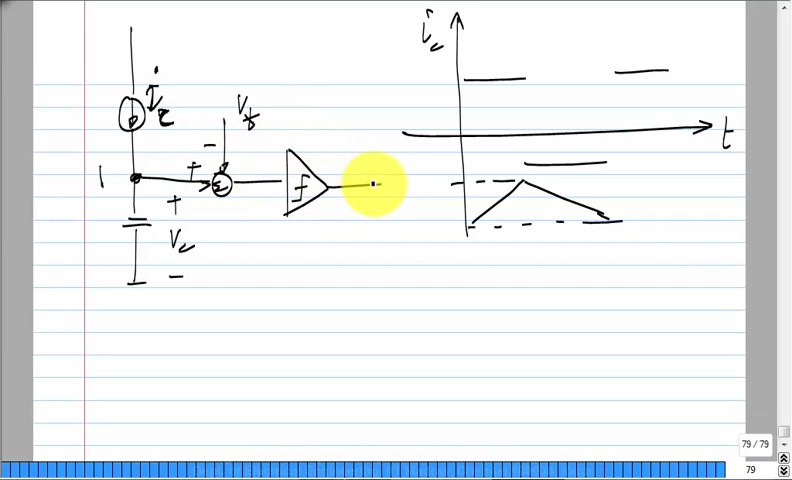 i_c
i_c
V_t
-
1
+
Σ
+
V_c
-
t
79 / 79
79